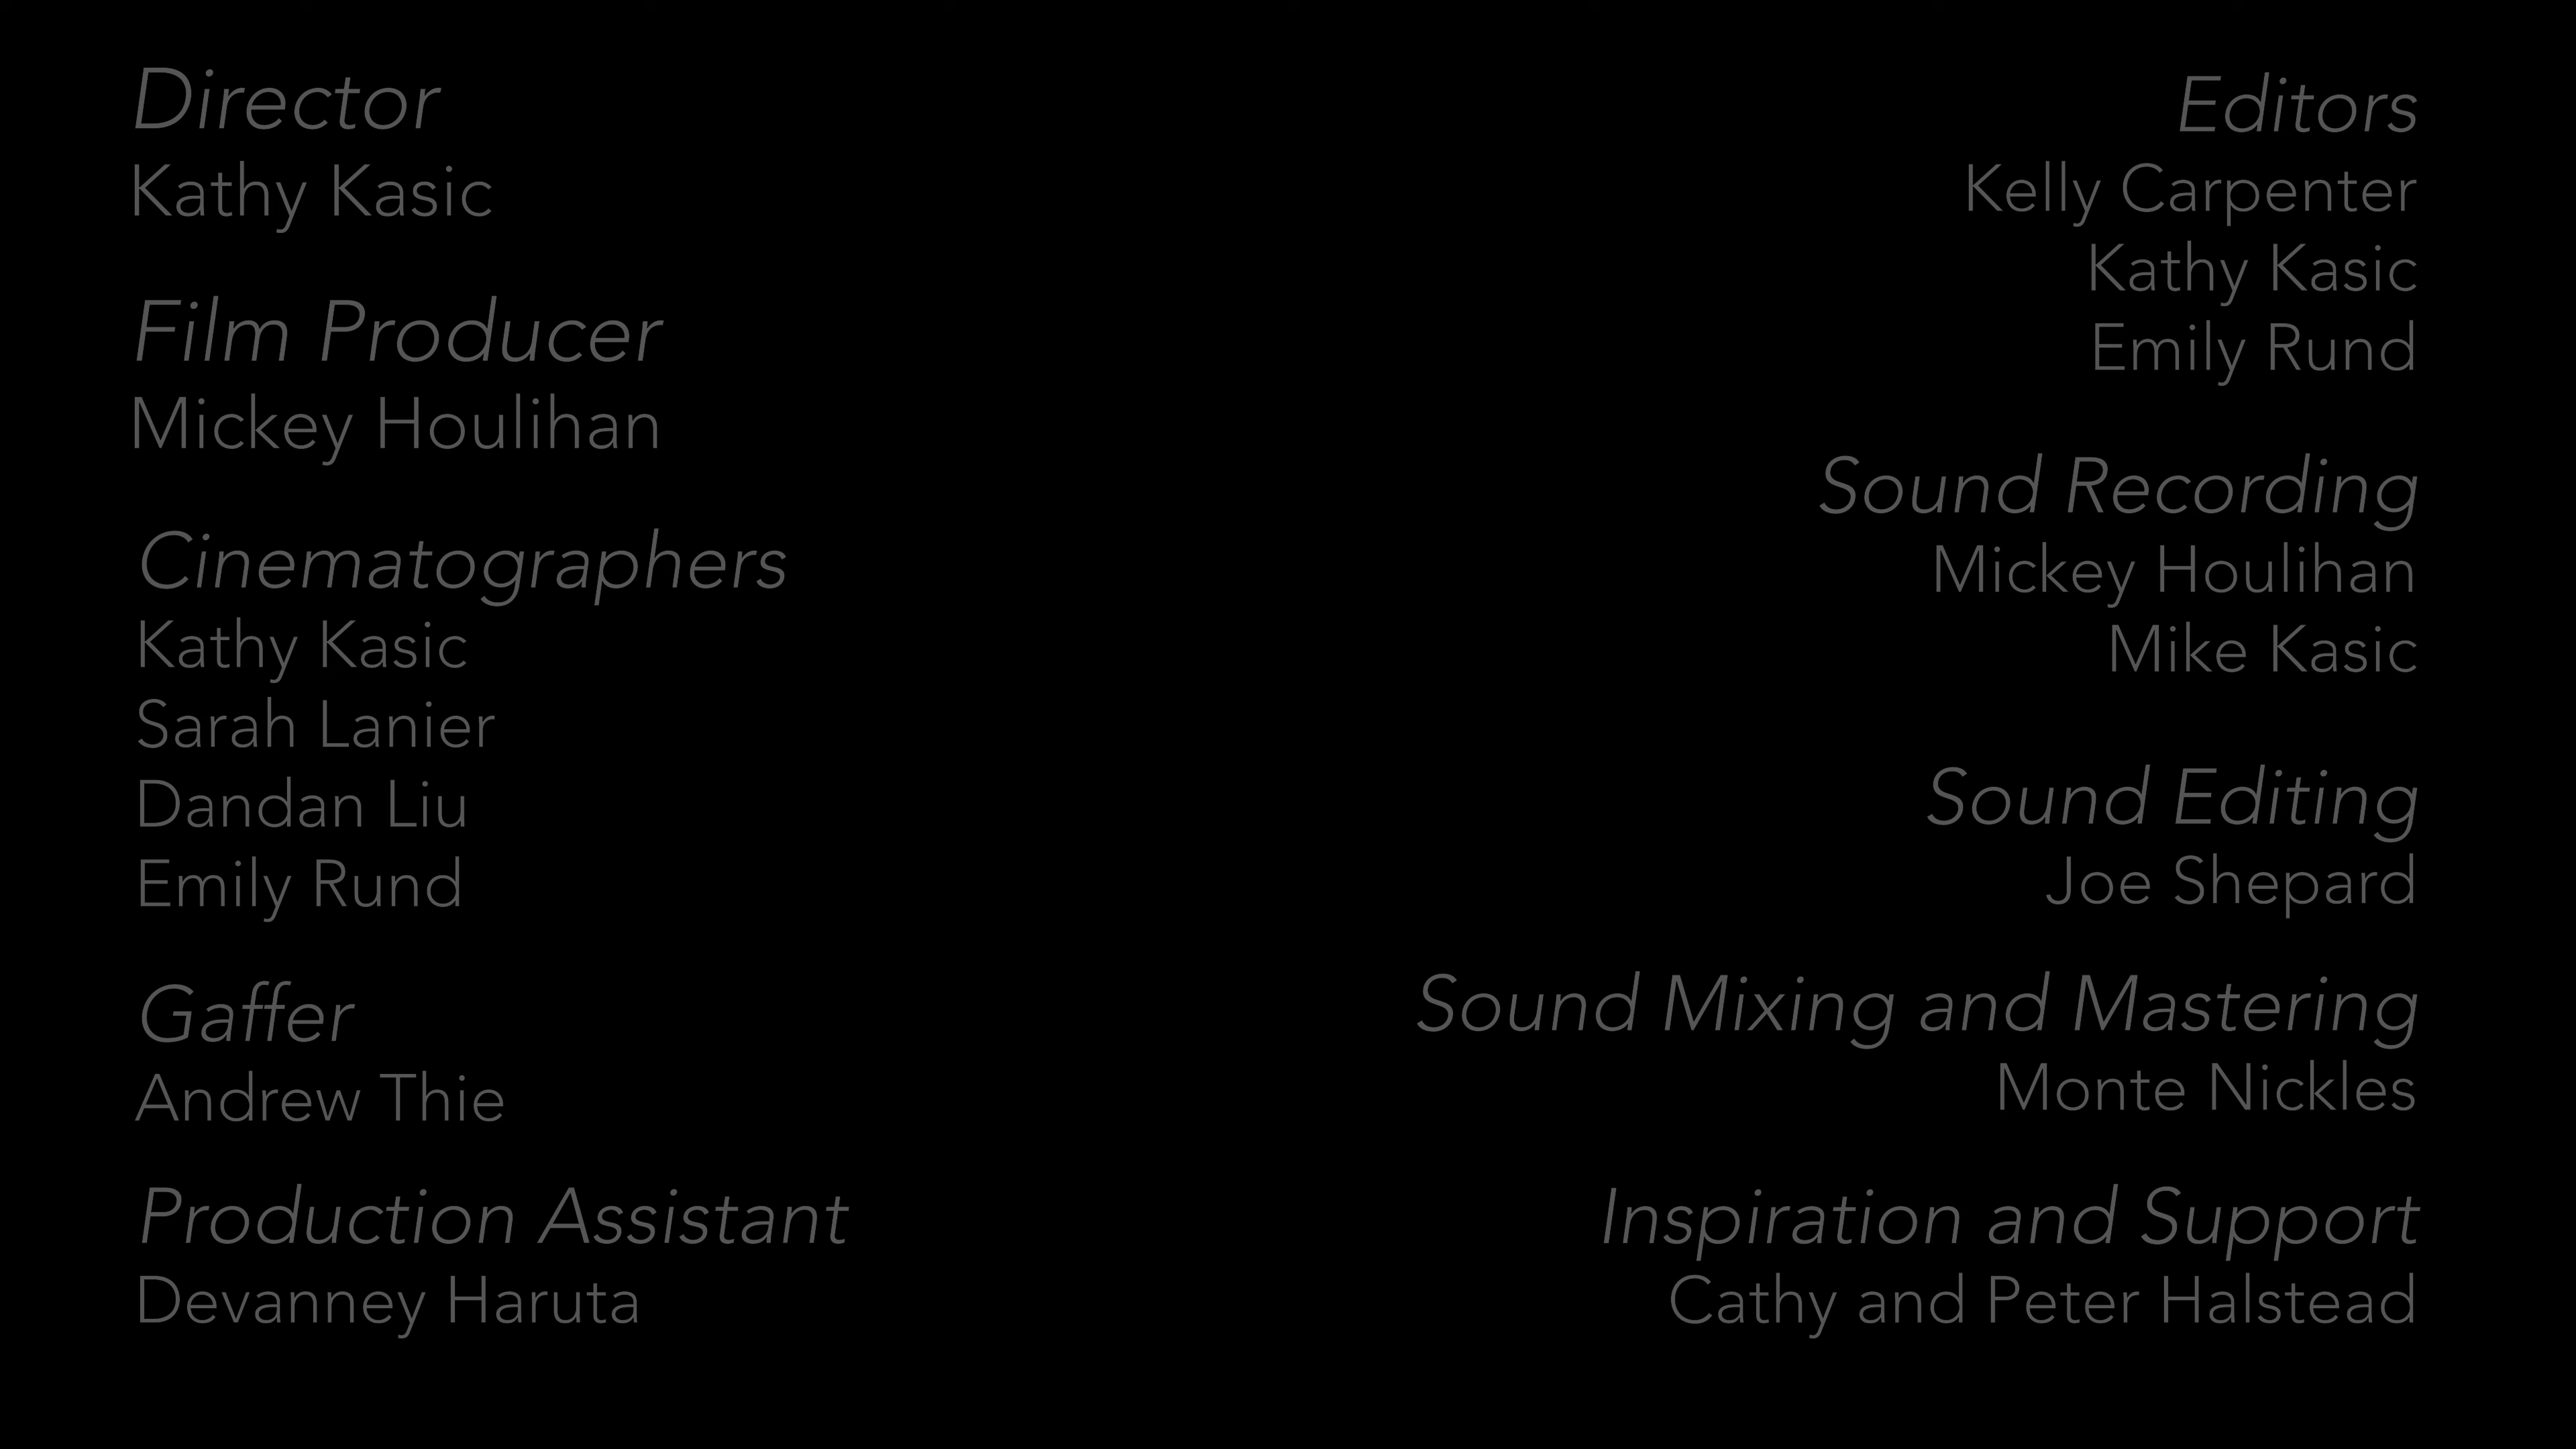 Director
Kathy Kasic
Film Producer
Mickey Houlihan
Cinematographers
Kathy Kasic
Sarah Lanier
Dandan Liu
Emily Rund
Gaffer
Andrew Thie
Production Assistant
Devanney Haruta
Editors
Kelly Carpenter
Kathy Kasic
Emily Rund
Sound Recording
Mickey Houlihan
Mike Kasic
Sound Editing
Joe Shepard
Sound Mixing and Mastering
Monte Nickles
Inspiration and Support
Cathy and Peter Halstead